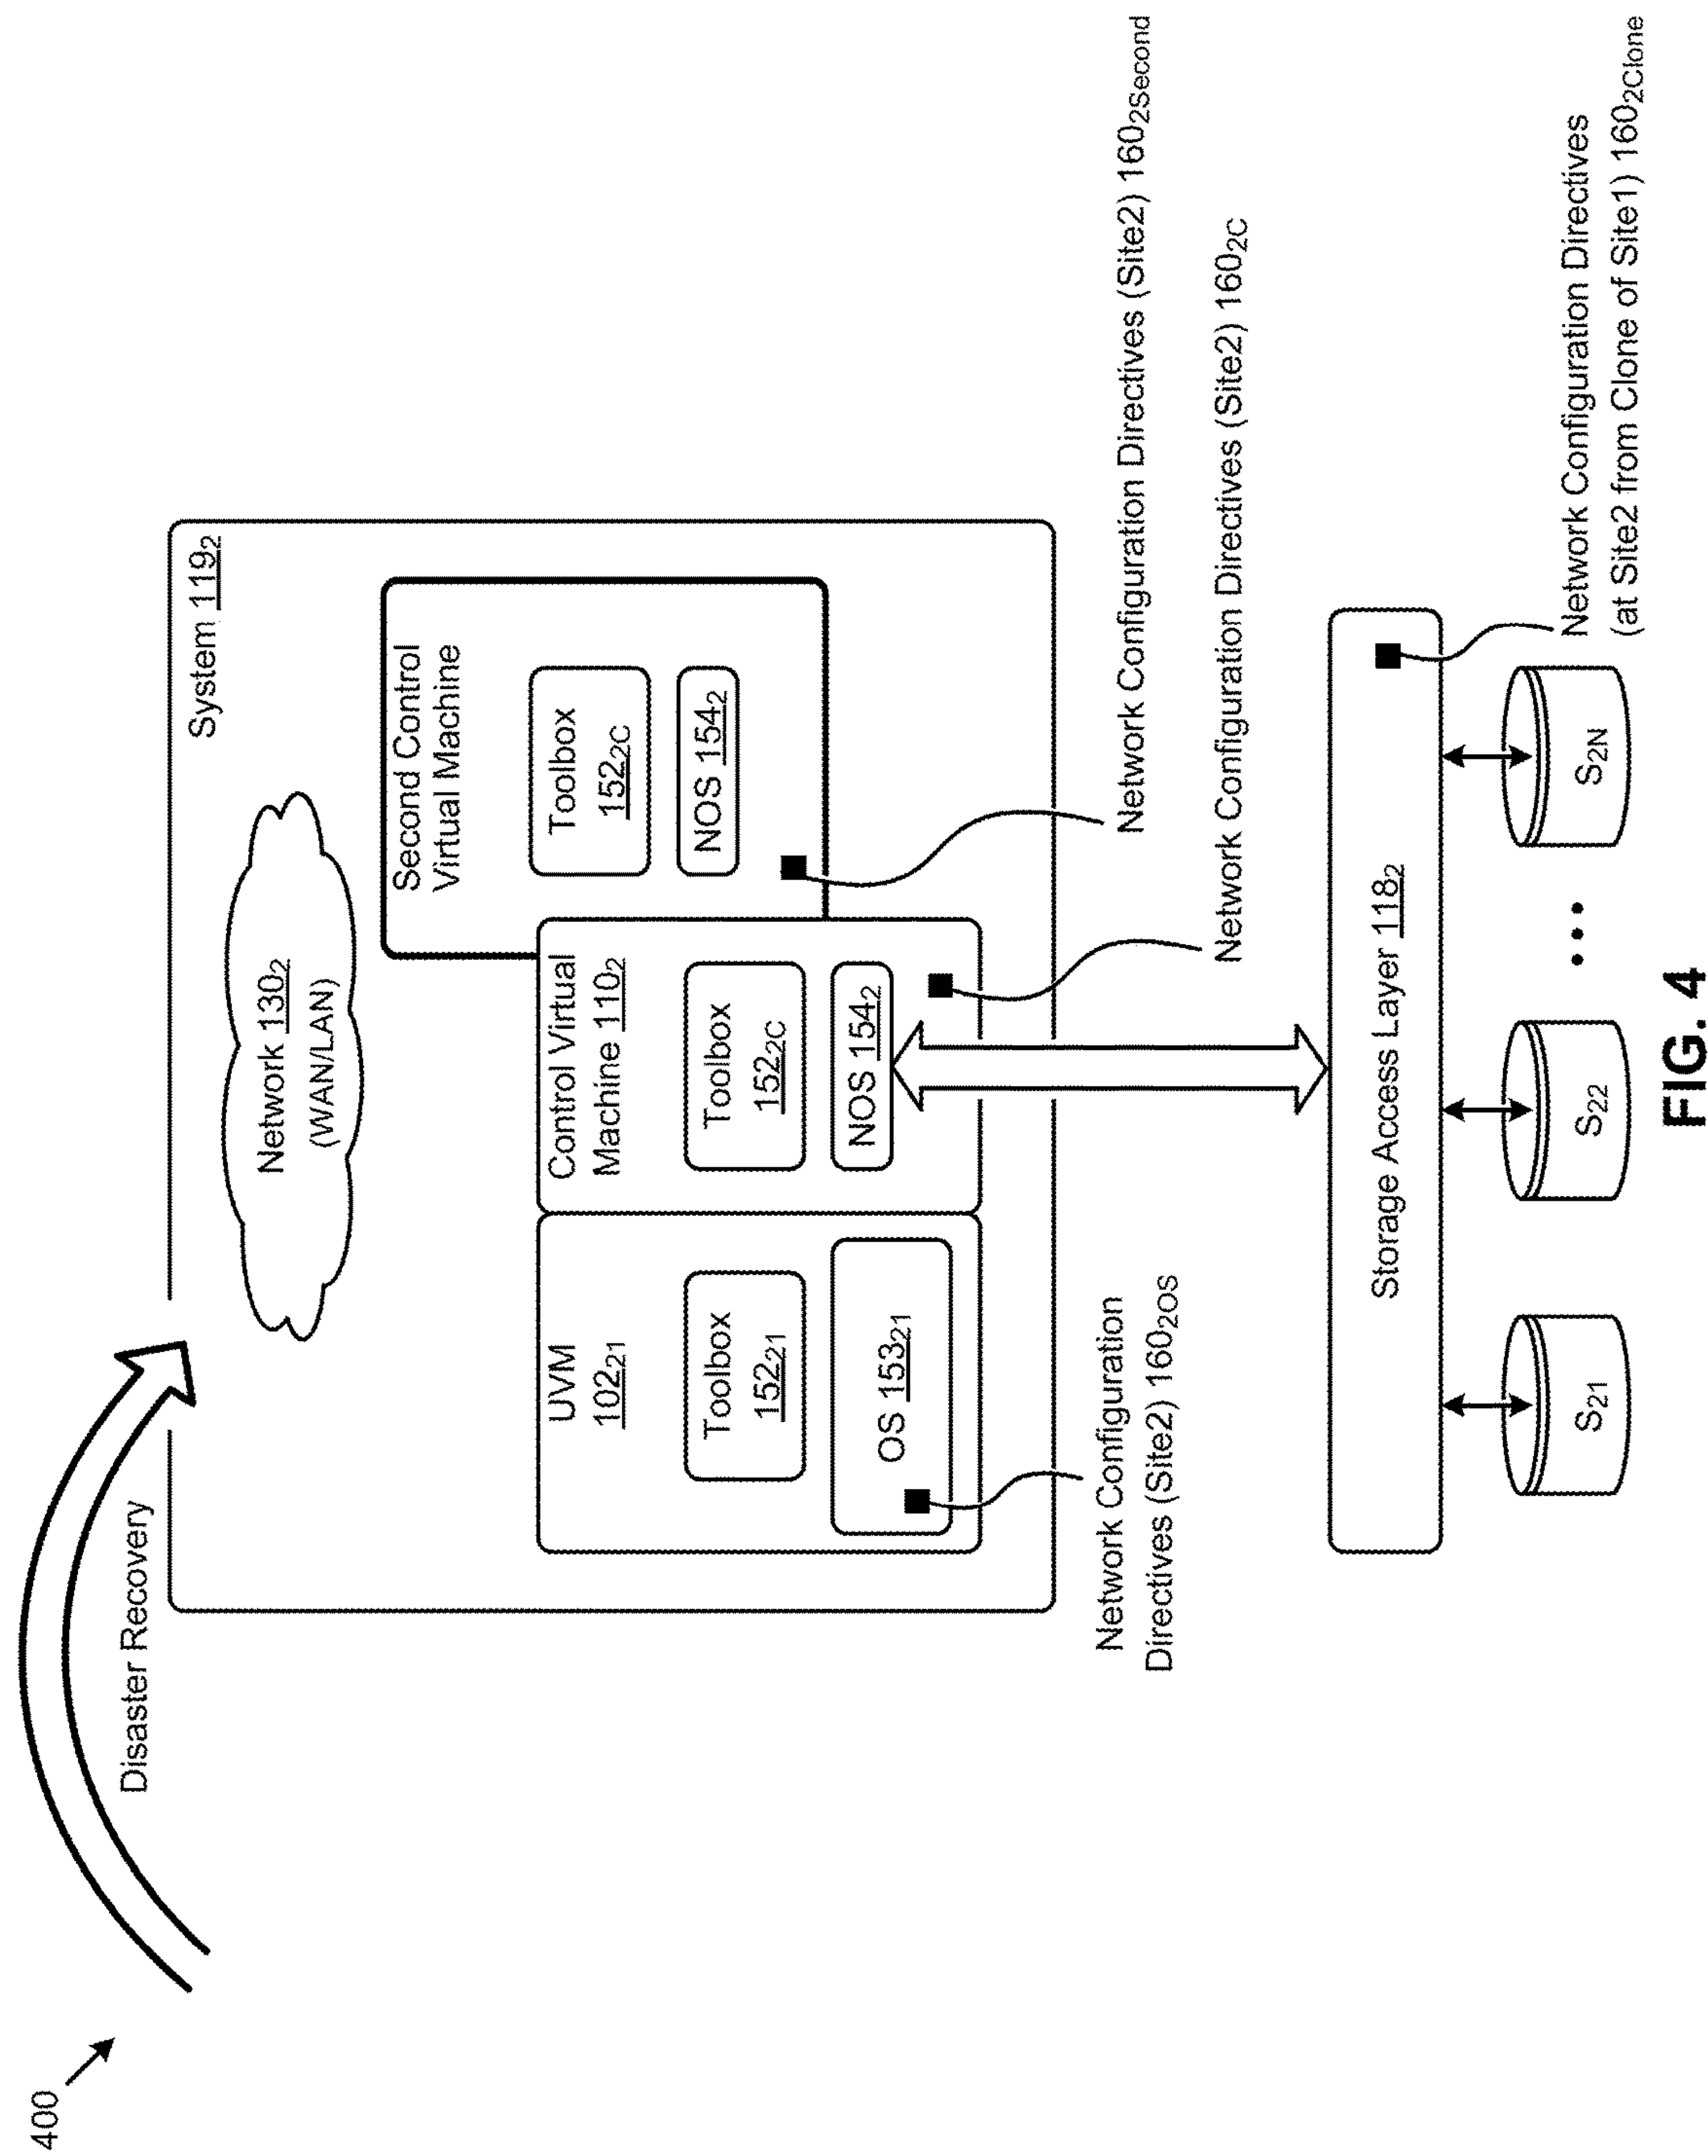 400
Disaster Recovery
System 119₂
Network 130₂
(WAN/LAN)
UVM
102₂₁
Toolbox
152₂₁
OS 153₂₁
Control Virtual
Machine 110₂
Toolbox
152₂C
NOS 154₂
Second Control
Virtual Machine
Toolbox
152₂C
NOS 154₂
Network Configuration
Directives (Site2) 160₂OS
Network Configuration Directives (Site2) 160₂Second
Network Configuration Directives (Site2) 160₂C
Storage Access Layer 118₂
Network Configuration Directives
(at Site2 from Clone of Site1) 160₂Clone
S₂₁
S₂₂
• • •
S₂N
FIG. 4